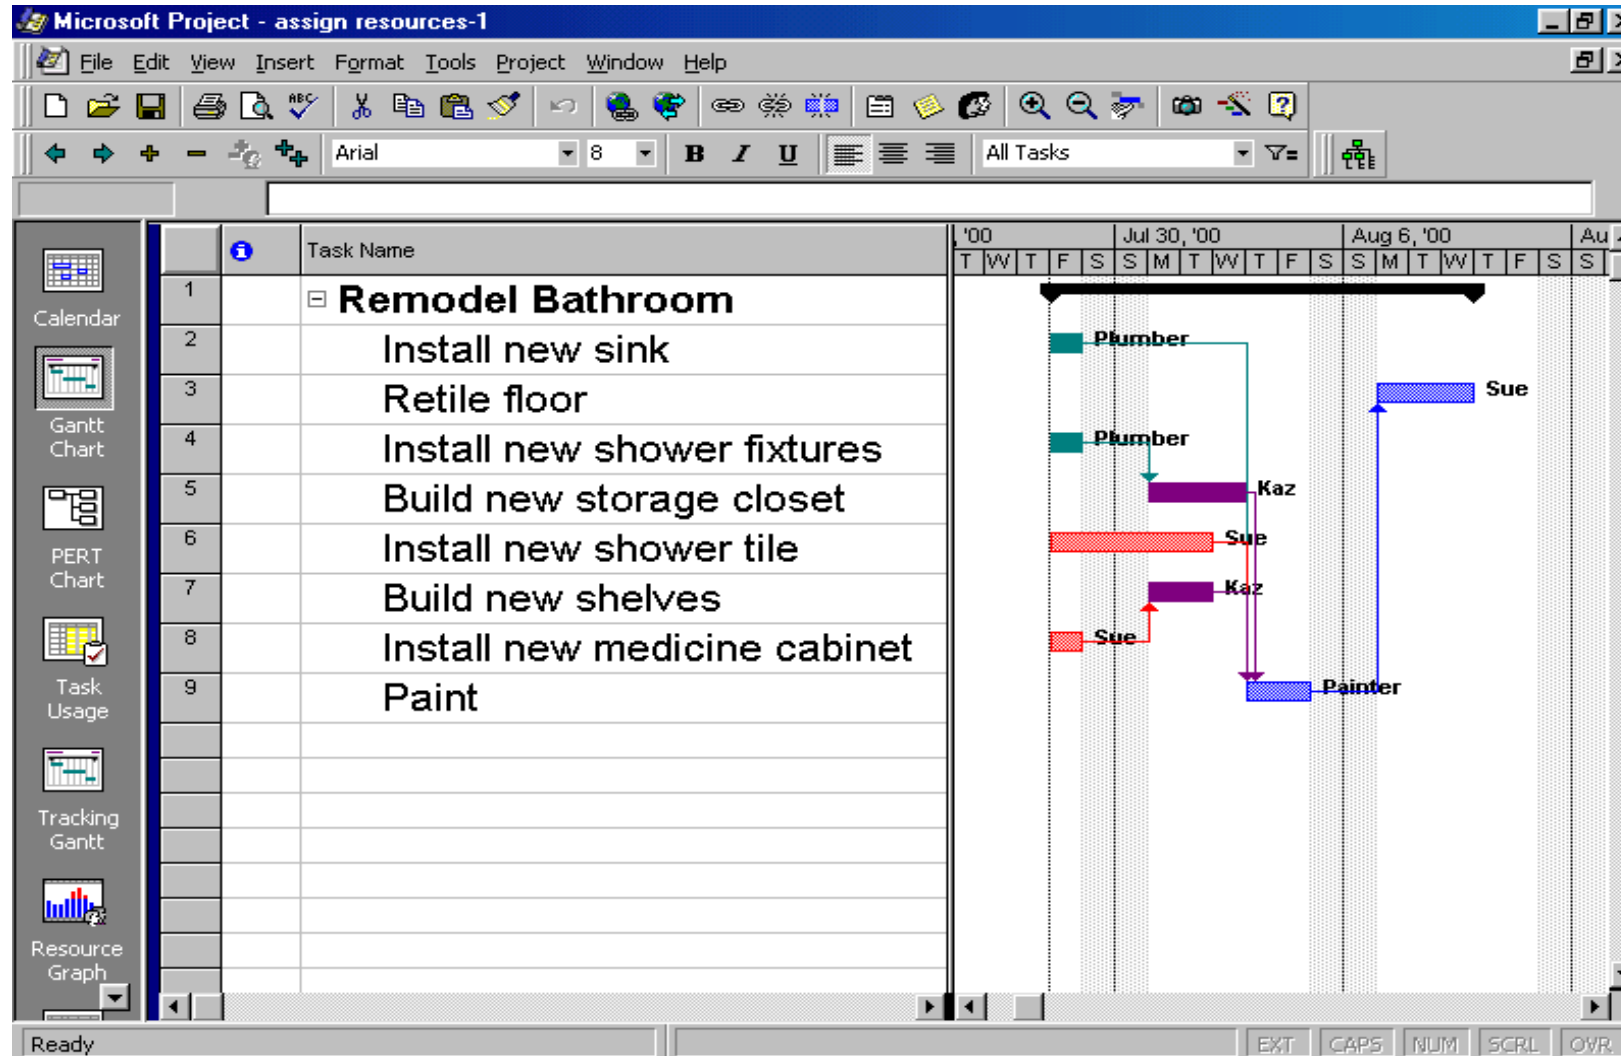 Microsoft Project - assign resources-1
File Edit View Insert Format Tools Project Window Help
ABC
Arial 8 B I U All Tasks
Task Name
, '00 Jul 30, '00 Aug 6, '00 Au
T W T F S S M T W T F S S M T W T F S S
1 Remodel Bathroom
2 Install new sink Plumber
3 Retile floor Sue
4 Install new shower fixtures Plumber
5 Build new storage closet Kaz
6 Install new shower tile Sue
7 Build new shelves Kaz
8 Install new medicine cabinet Sue
9 Paint Painter
Calendar
Gantt
Chart
PERT
Chart
Task
Usage
Tracking
Gantt
Resource
Graph
Ready EXT CAPS NUM SCRL OVR